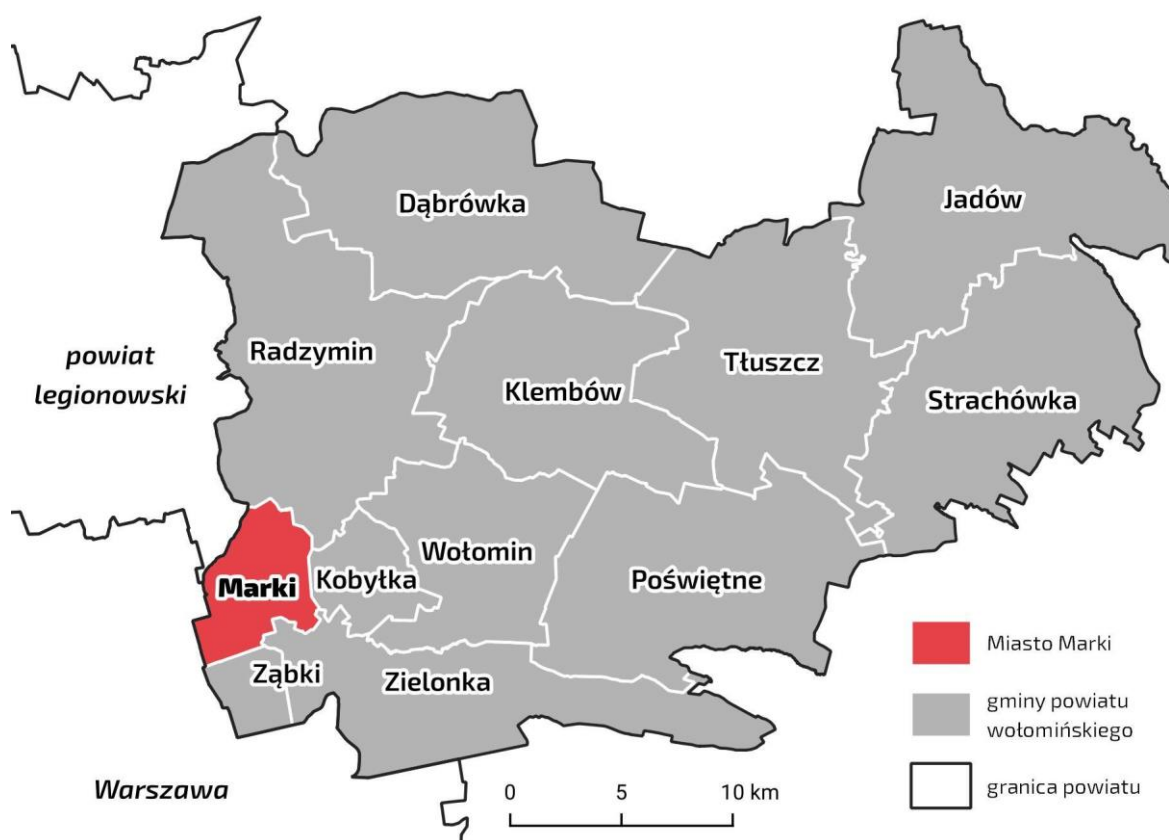 Dąbrówka
Jadów
Radzymin
powiat
legionowski
Klembów
Tłuszcz
Strachówka
Wołomin
Marki
Kobyłka
Poświętne
Ząbki
Zielonka
Miasto Marki
gminy powiatu
wołomińskiego
granica powiatu
Warszawa
0 5 10 km